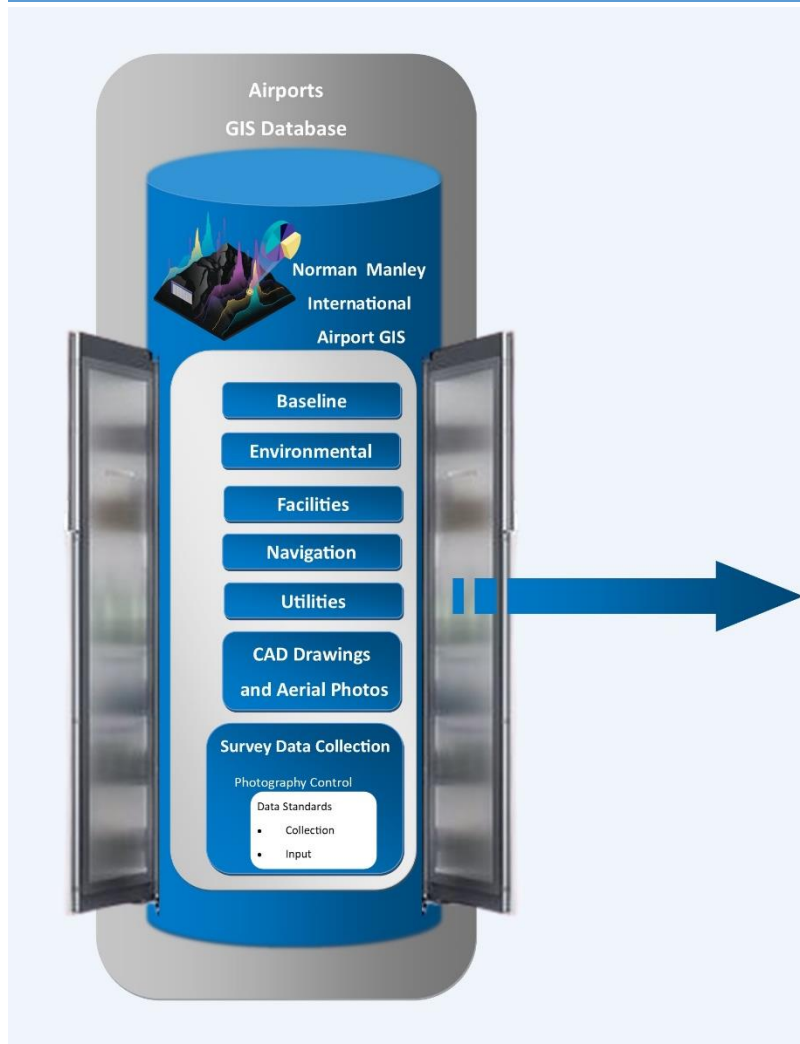 Airports
GIS Database
Norman Manley
International
Airport GIS
Baseline
Environmental
Facilities
Navigation
Utilities
CAD Drawings
and Aerial Photos
Survey Data Collection
Photography Control
Data Standards
• Collection
• Input